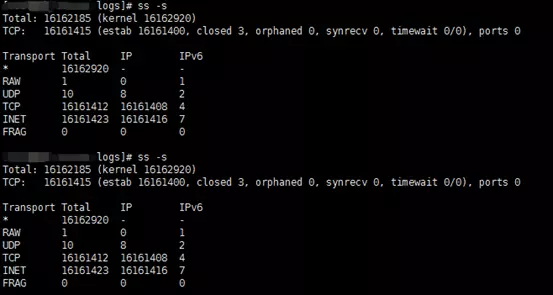 logs]# ss -s
Total: 16162185 (kernel 16162920)
TCP: 16161415 (estab 16161400, closed 3, orphaned 0, synrecv 0, timewait 0/0), ports 0
Transport Total IP IPv6
* 16162920 - -
RAW 1 0 1
UDP 10 8 2
TCP 16161412 16161408 4
INET 16161423 16161416 7
FRAG 0 0 0
logs]# ss -s
Total: 16162185 (kernel 16162920)
TCP: 16161415 (estab 16161400, closed 3, orphaned 0, synrecv 0, timewait 0/0), ports 0
Transport Total IP IPv6
* 16162920 - -
RAW 1 0 1
UDP 10 8 2
TCP 16161412 16161408 4
INET 16161423 16161416 7
FRAG 0 0 0